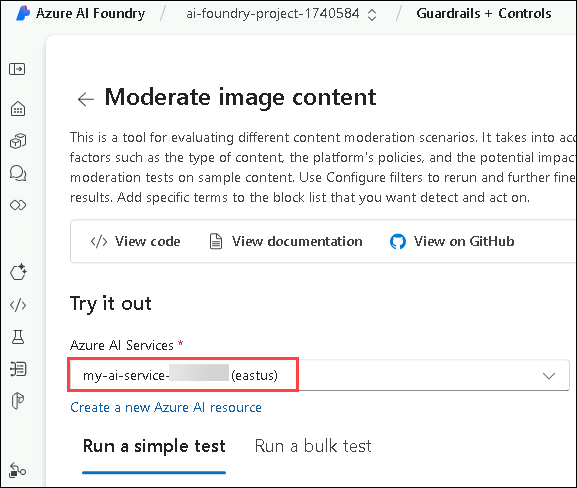 Azure AI Foundry / ai-foundry-project-1740584 / Guardrails + Controls
Moderate image content
This is a tool for evaluating different content moderation scenarios. It takes into acc
factors such as the type of content, the platform's policies, and the potential impact
moderation tests on sample content. Use Configure filters to rerun and further fine
results. Add specific terms to the block list that you want detect and act on.
View code View documentation View on GitHub
Try it out
Azure AI Services *
my-ai-service- (eastus)
Create a new Azure AI resource
Run a simple test Run a bulk test